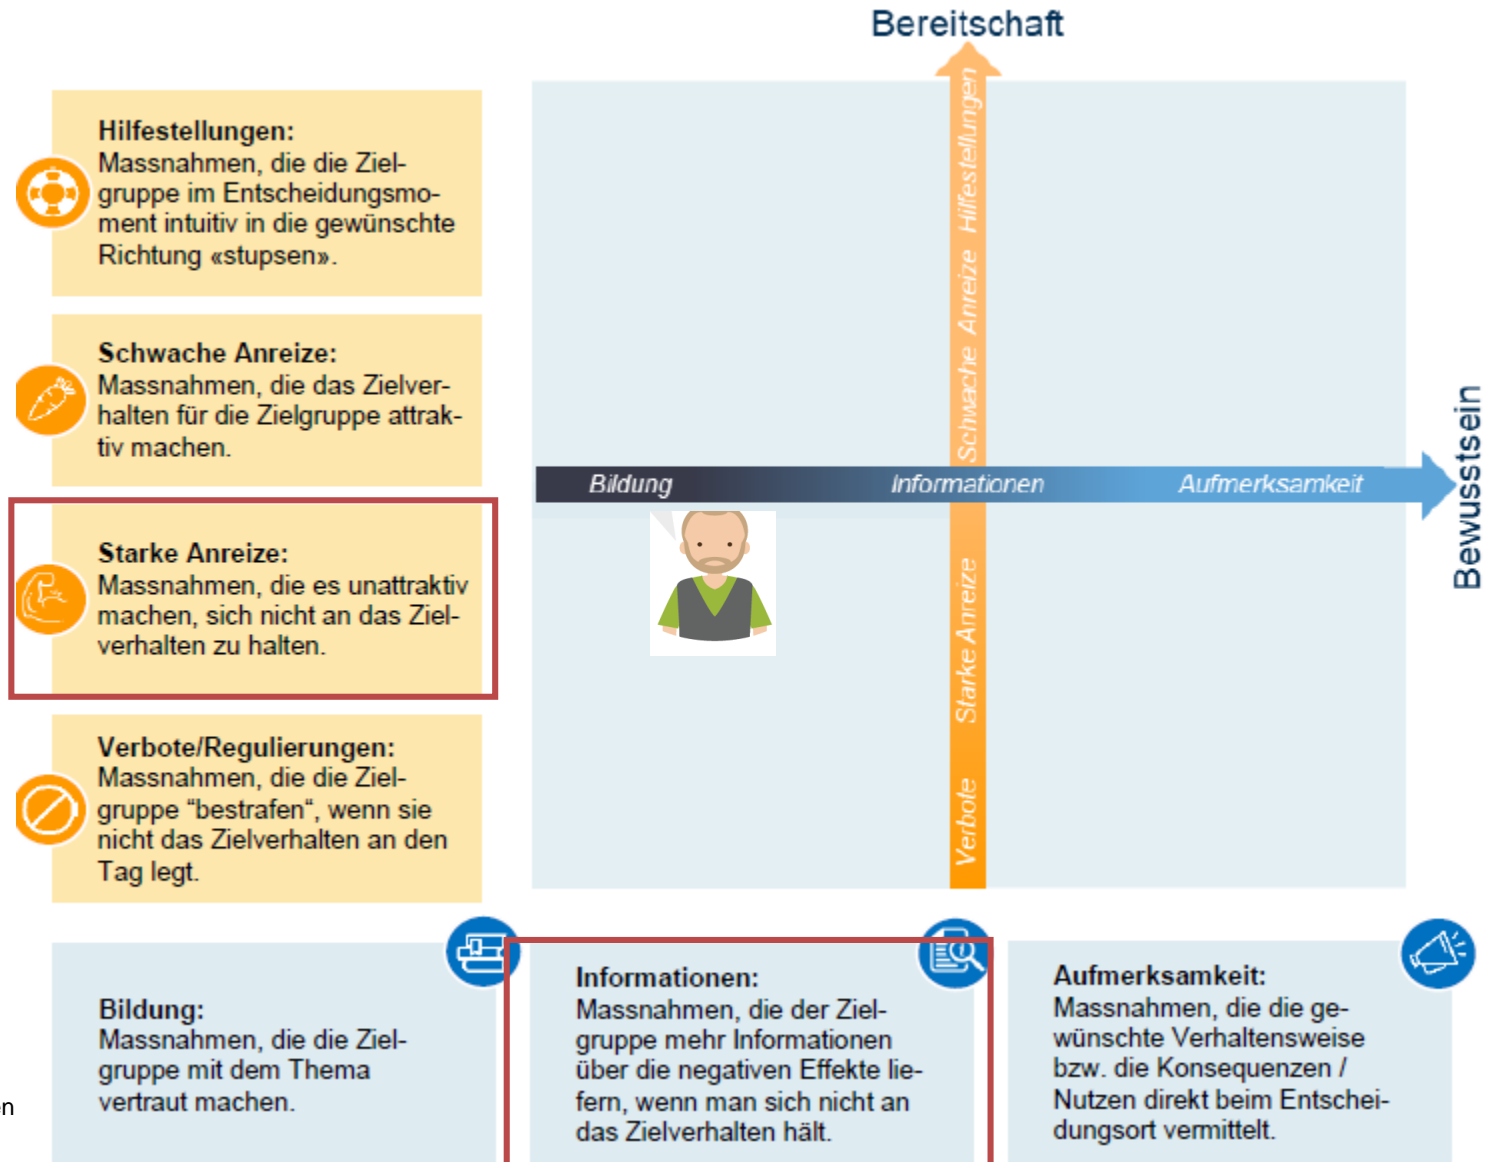 Bereitschaft
Hilfestellungen:
Massnahmen, die die Ziel-
gruppe im Entscheidungsmo-
ment intuitiv in die gewünschte
Richtung «stupsen».
Schwache Anreize:
Massnahmen, die das Zielver-
halten für die Zielgruppe attrak-
tiv machen.
Starke Anreize:
Massnahmen, die es unattraktiv
machen, sich nicht an das Ziel-
verhalten zu halten.
Verbote/Regulierungen:
Massnahmen, die die Ziel-
gruppe “bestrafen“, wenn sie
nicht das Zielverhalten an den
Tag legt.
Hilfestellungen
Schwache Anreize
Starke Anreize
Verbote
Bildung
Informationen
Aufmerksamkeit
Bewusstsein
Bildung:
Massnahmen, die die Ziel-
gruppe mit dem Thema
vertraut machen.
Informationen:
Massnahmen, die der Ziel-
gruppe mehr Informationen
über die negativen Effekte lie-
fern, wenn man sich nicht an
das Zielverhalten hält.
Aufmerksamkeit:
Massnahmen, die die ge-
wünschte Verhaltensweise
bzw. die Konsequenzen /
Nutzen direkt beim Entschei-
dungsort vermittelt.